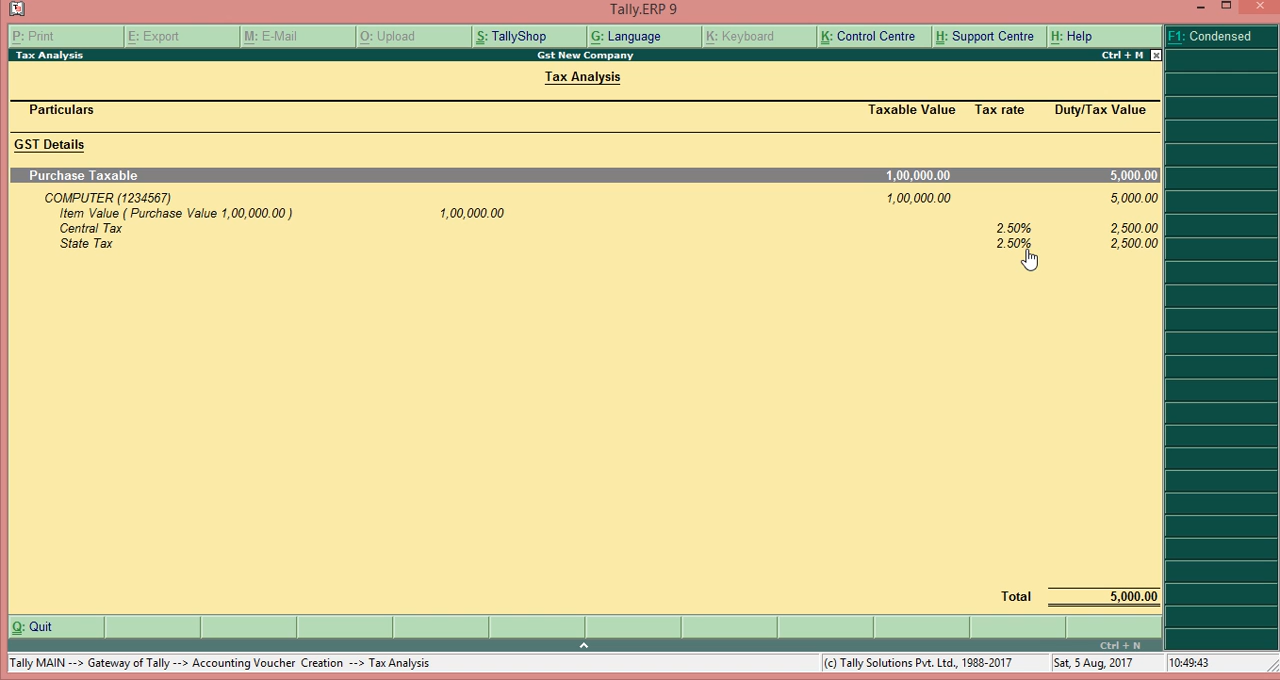 Tally.ERP 9
P: Print E: Export M: E-Mail O: Upload S: TallyShop G: Language K: Keyboard K: Control Centre H: Support Centre H: Help F1: Condensed
Tax Analysis Gst New Company Ctrl + M
Tax Analysis
Particulars Taxable Value Tax rate Duty/Tax Value
GST Details
Purchase Taxable 1,00,000.00 5,000.00
COMPUTER (1234567) 1,00,000.00 5,000.00
Item Value ( Purchase Value 1,00,000.00 ) 1,00,000.00
Central Tax 2.50% 2,500.00
State Tax 2.50% 2,500.00
Total 5,000.00
Q: Quit
Ctrl + N
Tally MAIN --> Gateway of Tally --> Accounting Voucher Creation --> Tax Analysis (c) Tally Solutions Pvt. Ltd., 1988-2017 Sat, 5 Aug, 2017 10:49:43